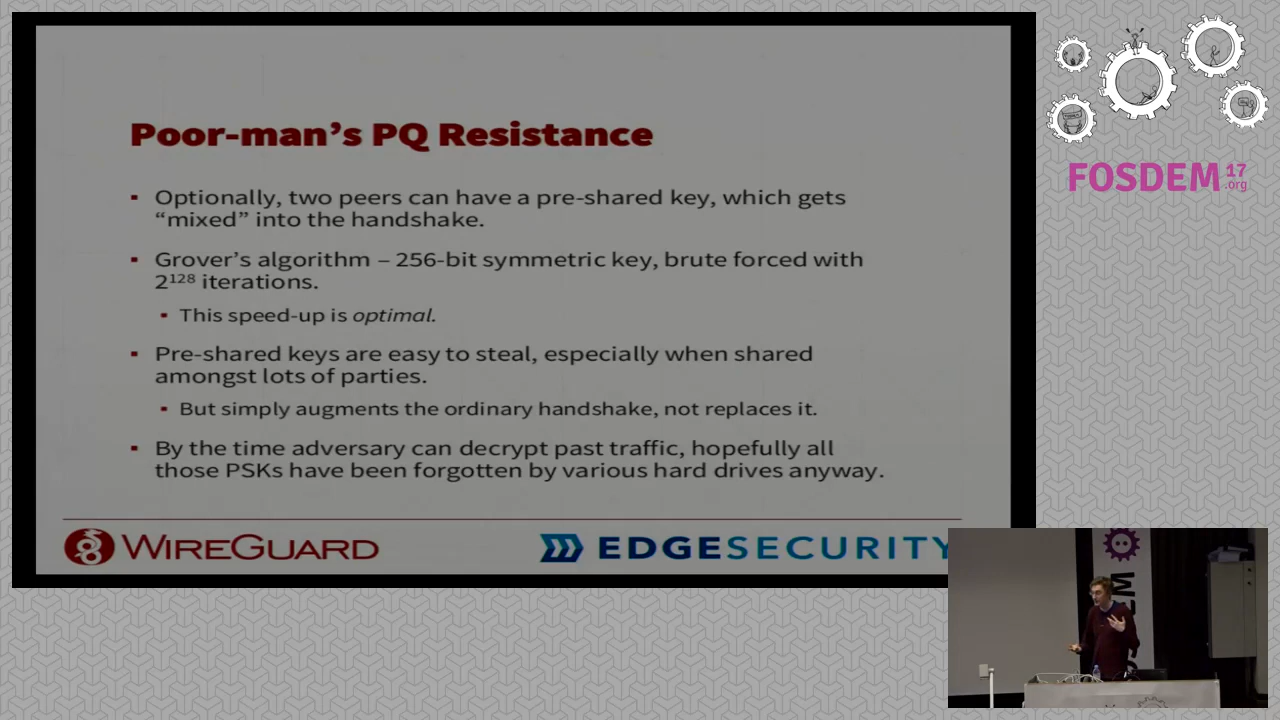 Poor-man's PQ Resistance
▪ Optionally, two peers can have a pre-shared key, which gets
“mixed” into the handshake.
▪ Grover's algorithm – 256-bit symmetric key, brute forced with
2¹²⁸ iterations.
▪ This speed-up is optimal.
▪ Pre-shared keys are easy to steal, especially when shared
amongst lots of parties.
▪ But simply augments the ordinary handshake, not replaces it.
▪ By the time adversary can decrypt past traffic, hopefully all
those PSKs have been forgotten by various hard drives anyway.
WIREGUARD
EDGESECURITY
FOSDEM 17
.org